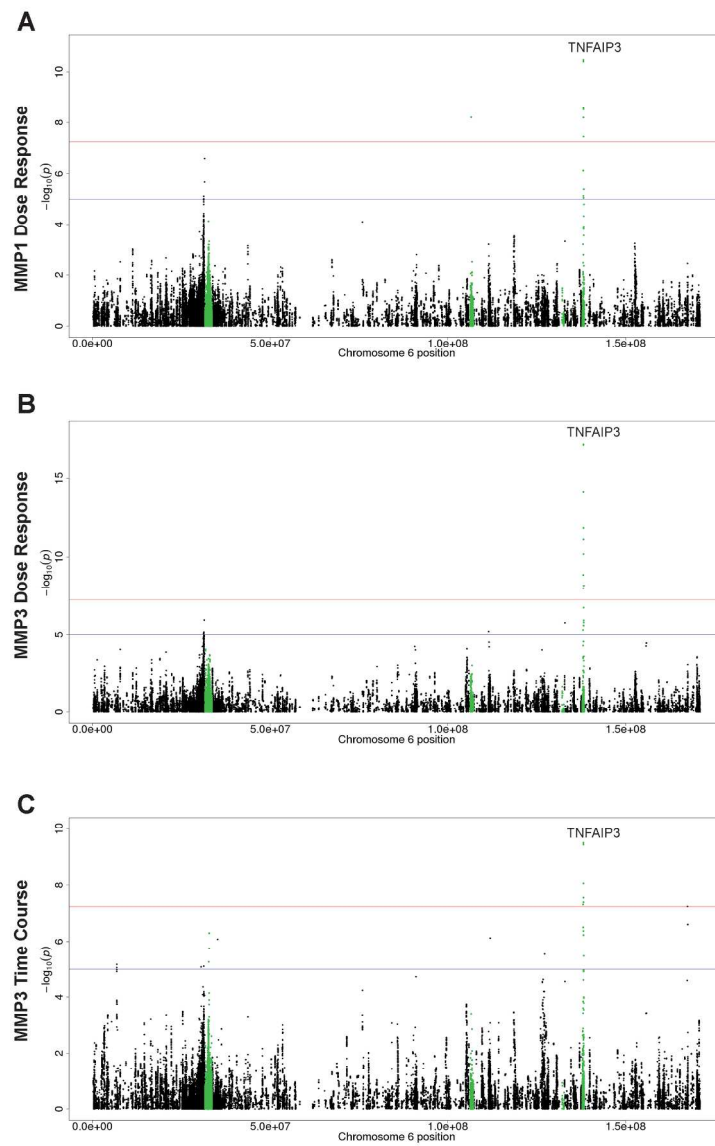 A
TNFAIP3
MMP1 Dose Response
−log₁₀(p)
10
8
6
4
2
0
0.0e+00 5.0e+07 1.0e+08 1.5e+08
Chromosome 6 position
B
TNFAIP3
MMP3 Dose Response
−log₁₀(p)
15
10
5
0
0.0e+00 5.0e+07 1.0e+08 1.5e+08
Chromosome 6 position
C
TNFAIP3
MMP3 Time Course
−log₁₀(p)
10
8
6
4
2
0
0.0e+00 5.0e+07 1.0e+08 1.5e+08
Chromosome 6 position